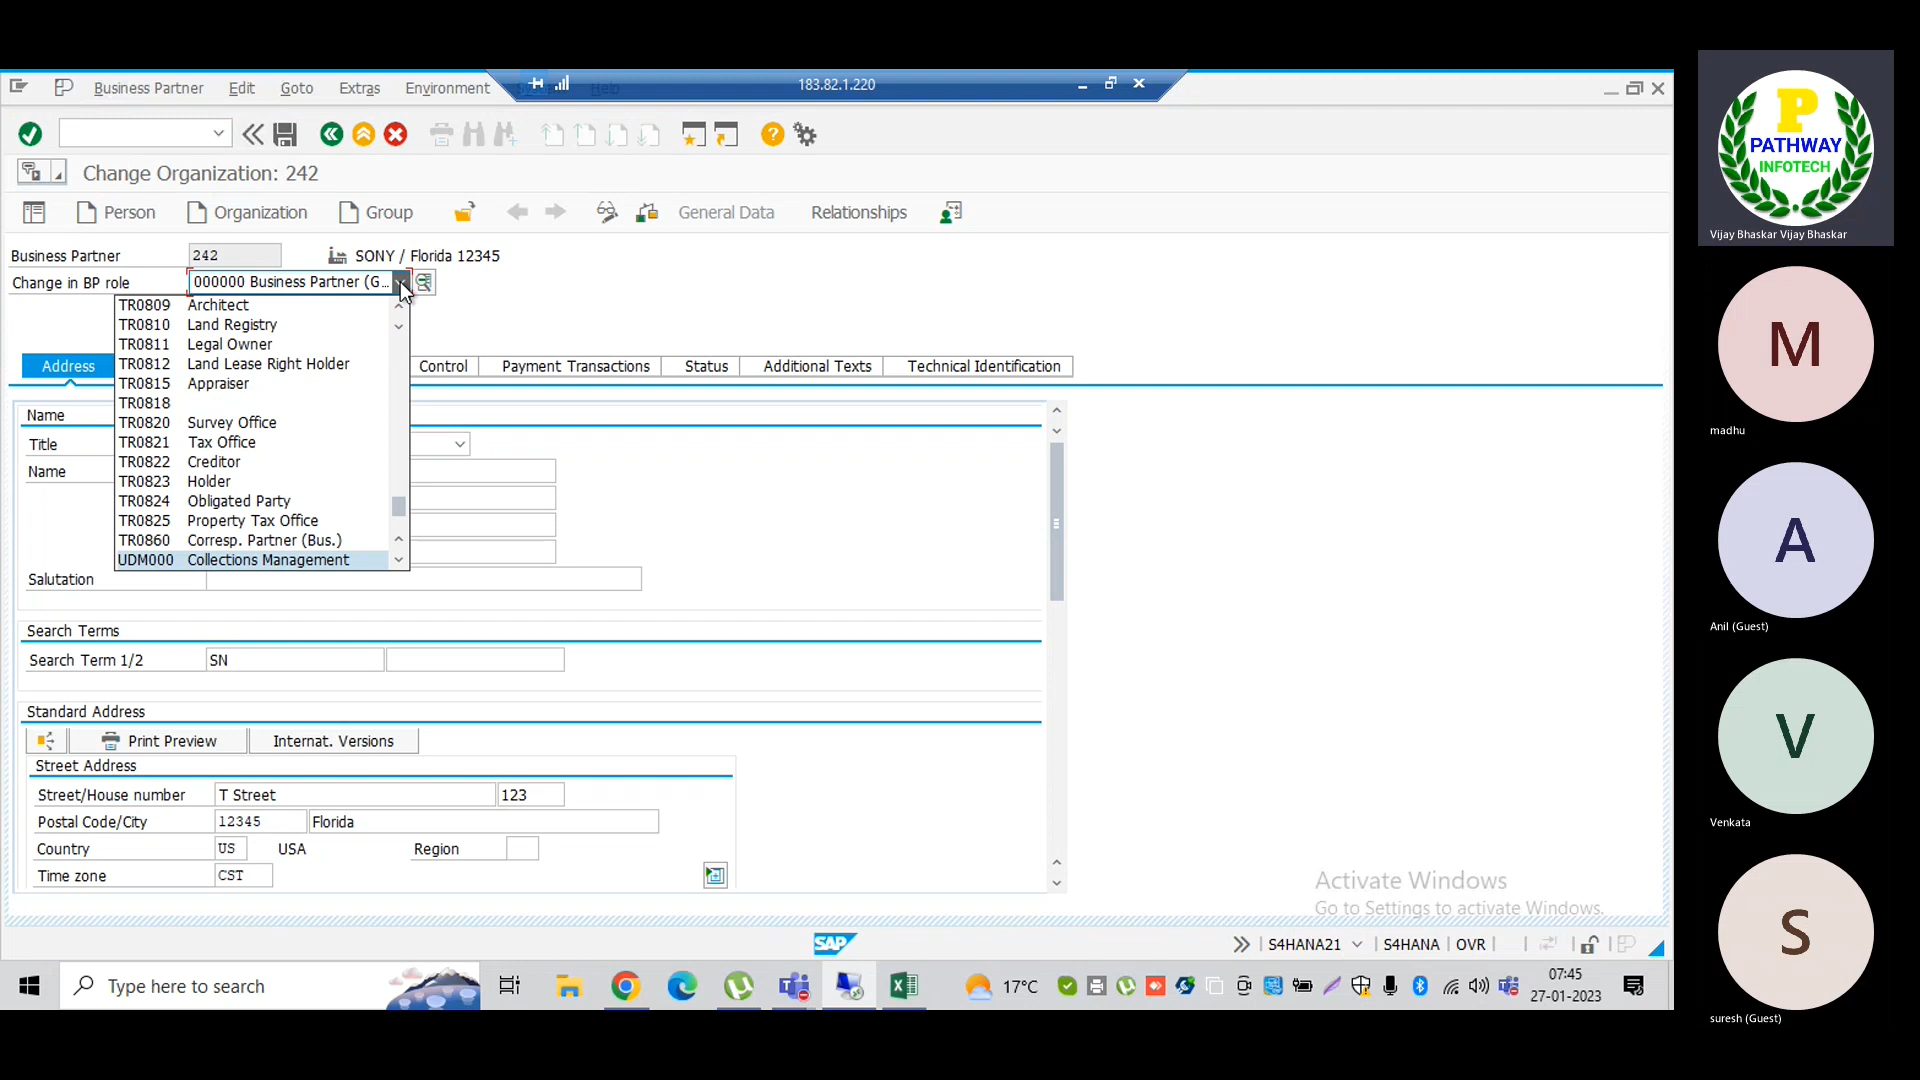 Business Partner Edit Goto Extras Environment Help
183.82.1.220
Change Organization: 242
Person Organization Group General Data Relationships
Business Partner 242 SONY / Florida 12345
Change in BP role 000000 Business Partner (G...
TR0809 Architect
TR0810 Land Registry
TR0811 Legal Owner
TR0812 Land Lease Right Holder
TR0815 Appraiser
TR0818
TR0820 Survey Office
TR0821 Tax Office
TR0822 Creditor
TR0823 Holder
TR0824 Obligated Party
TR0825 Property Tax Office
TR0860 Corresp. Partner (Bus.)
UDM000 Collections Management
Address Control Payment Transactions Status Additional Texts Technical Identification
Name
Title
Name
Salutation
Search Terms
Search Term 1/2 SN
Standard Address
Print Preview Internat. Versions
Street Address
Street/House number T Street 123
Postal Code/City 12345 Florida
Country US USA Region
Time zone CST
Activate Windows
Go to Settings to activate Windows.
SAP S4HANA21 S4HANA OVR
Type here to search 17°C 07:45
27-01-2023
P
PATHWAY
INFOTECH
Vijay Bhaskar Vijay Bhaskar
M
madhu
A
Anil (Guest)
V
Venkata
S
suresh (Guest)